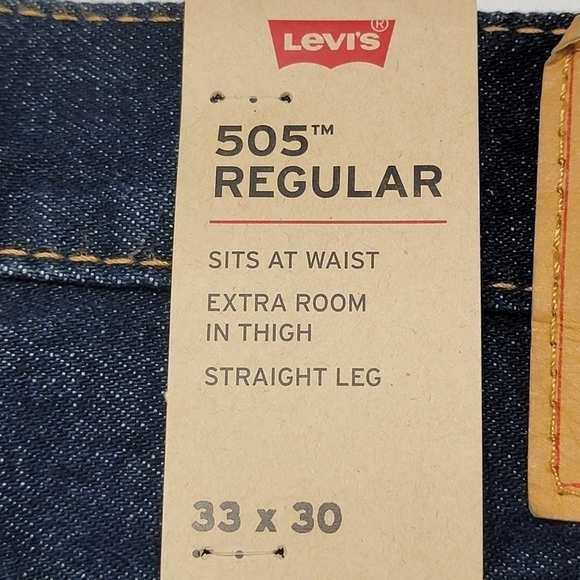 Levi's®
505™
REGULAR
SITS AT WAIST
EXTRA ROOM
IN THIGH
STRAIGHT LEG
33 x 30